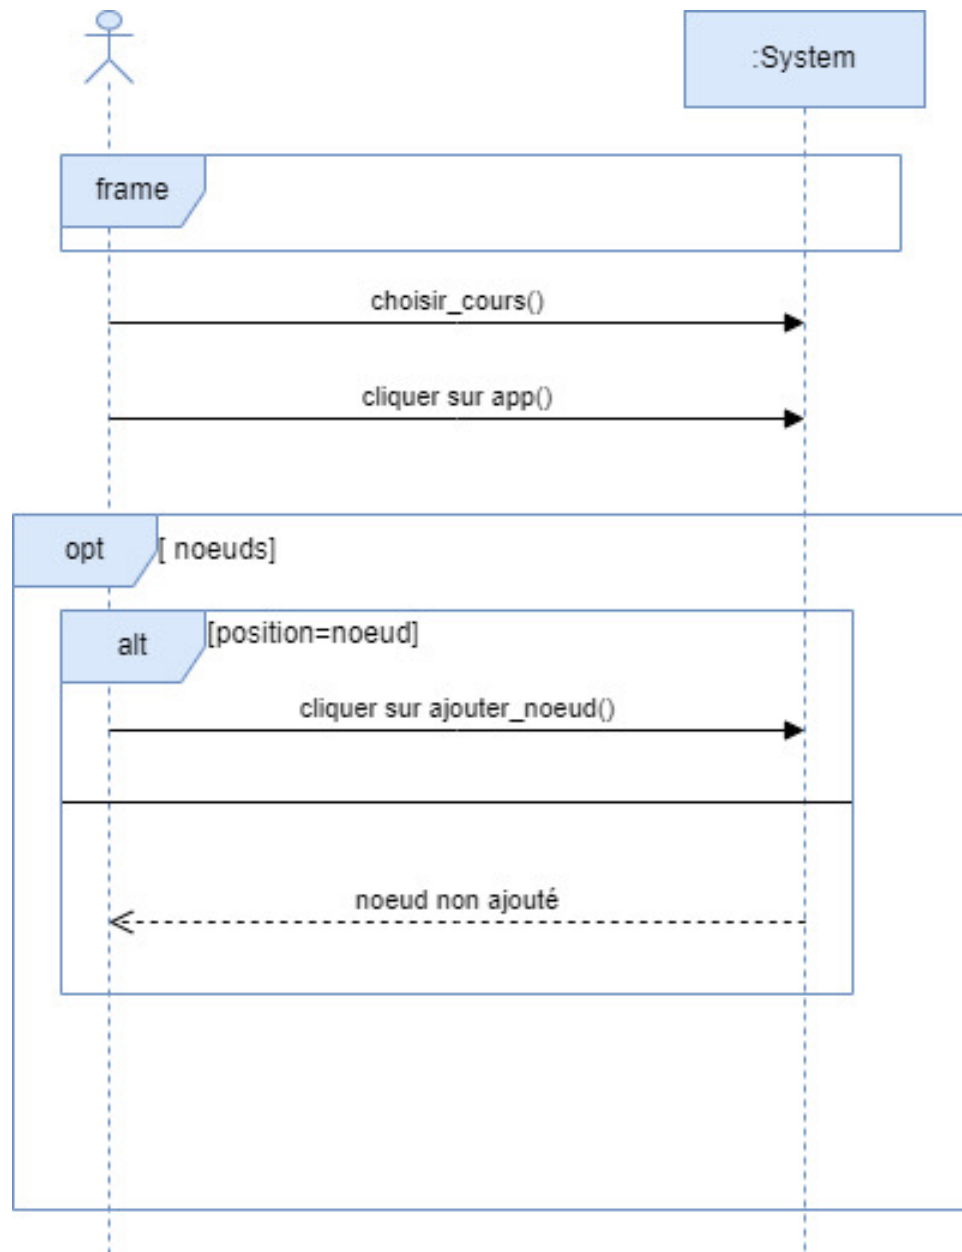 :System
frame
choisir_cours()
cliquer sur app()
opt [ noeuds]
alt [position=noeud]
cliquer sur ajouter_noeud()
noeud non ajouté